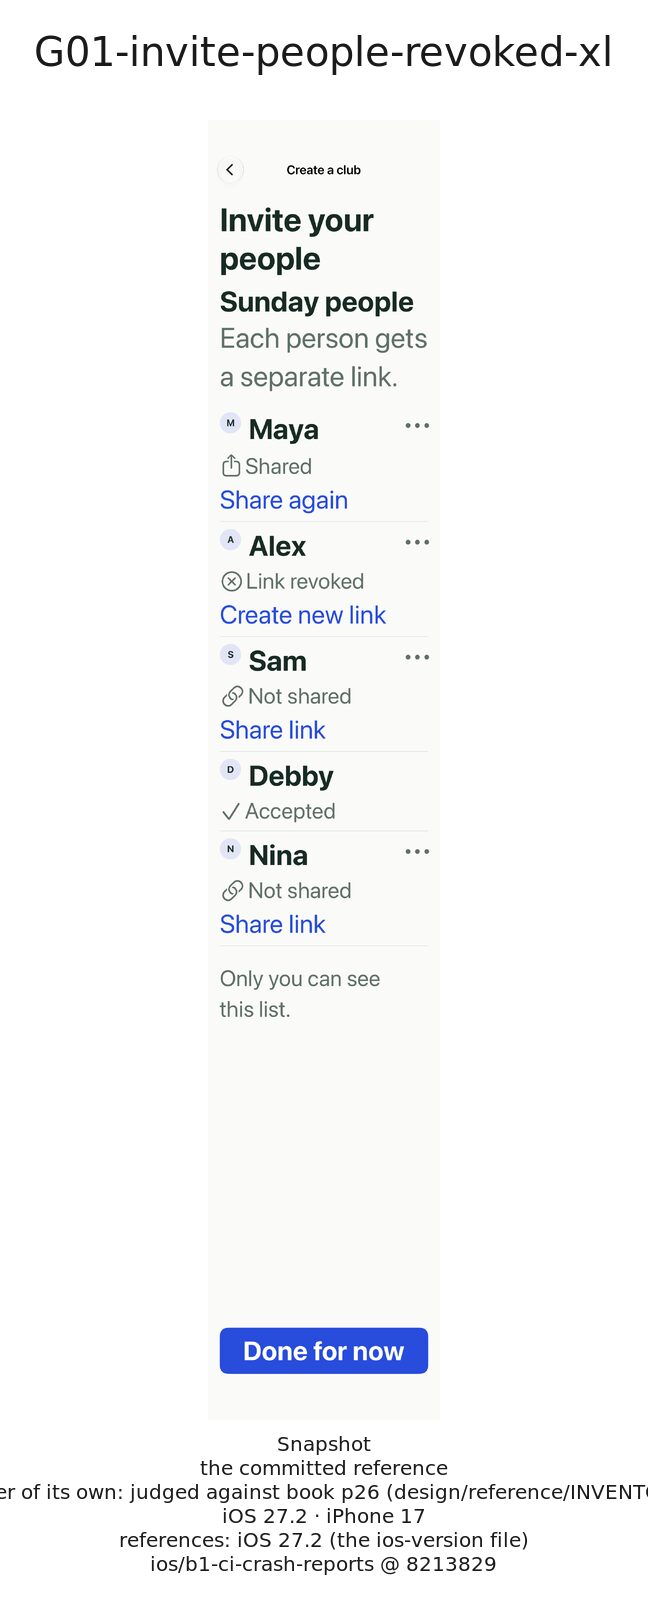 G01-invite-people-revoked-xl
Create a club
Invite your
people
Sunday people
Each person gets
a separate link.
M Maya
Shared
Share again
A Alex
Link revoked
Create new link
S Sam
Not shared
Share link
D Debby
Accepted
N Nina
Not shared
Share link
Only you can see
this list.
Done for now
Snapshot
the committed reference
of its own: judged against book p26 (design/reference/
iOS 27.2 · iPhone 17
references: iOS 27.2 (the ios-version file)
ios/b1-ci-crash-reports @ 8213829